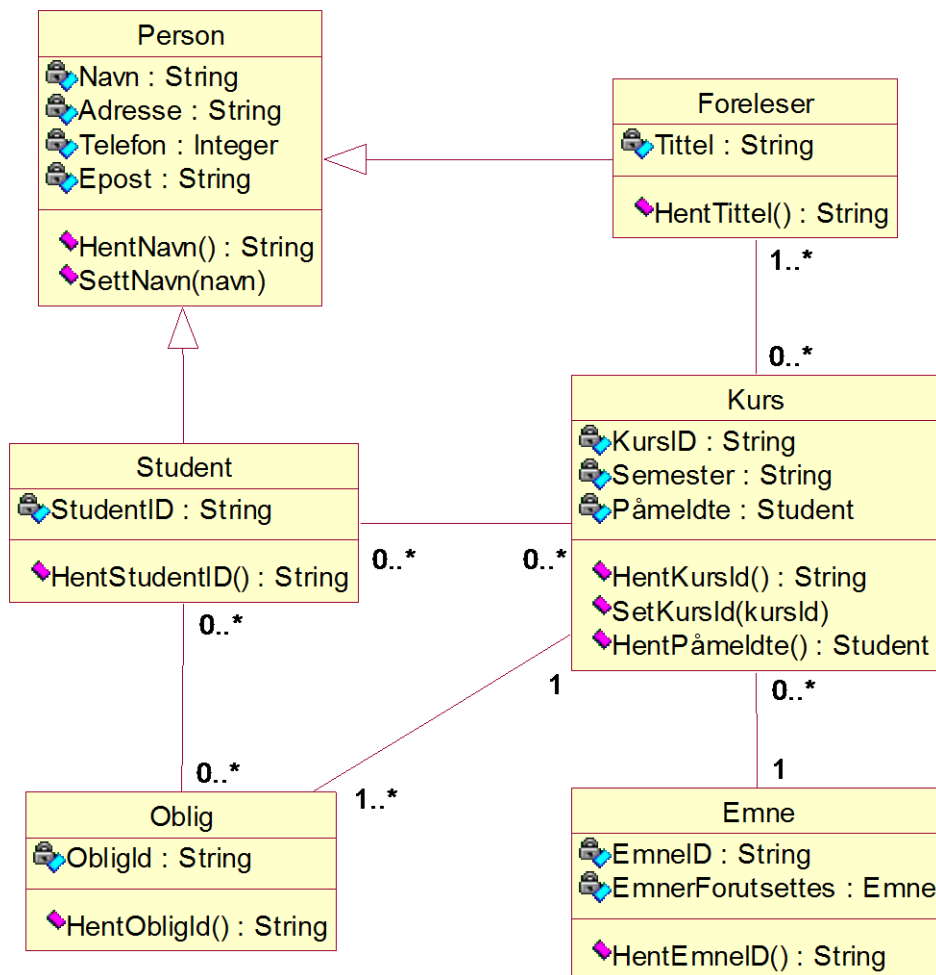 Person
Navn : String
Adresse : String
Telefon : Integer
Epost : String
HentNavn() : String
SettNavn(navn)
Foreleser
Tittel : String
HentTittel() : String
1..*
0..*
Kurs
KursID : String
Semester : String
Påmeldte : Student
HentKursId() : String
SetKursId(kursId)
HentPåmeldte() : Student
Student
StudentID : String
HentStudentID() : String
0..*
0..*
0..*
1
0..*
0..*
1..*
1
Oblig
ObligId : String
HentObligId() : String
Emne
EmneID : String
EmnerForutsettes : Emne
HentEmneID() : String